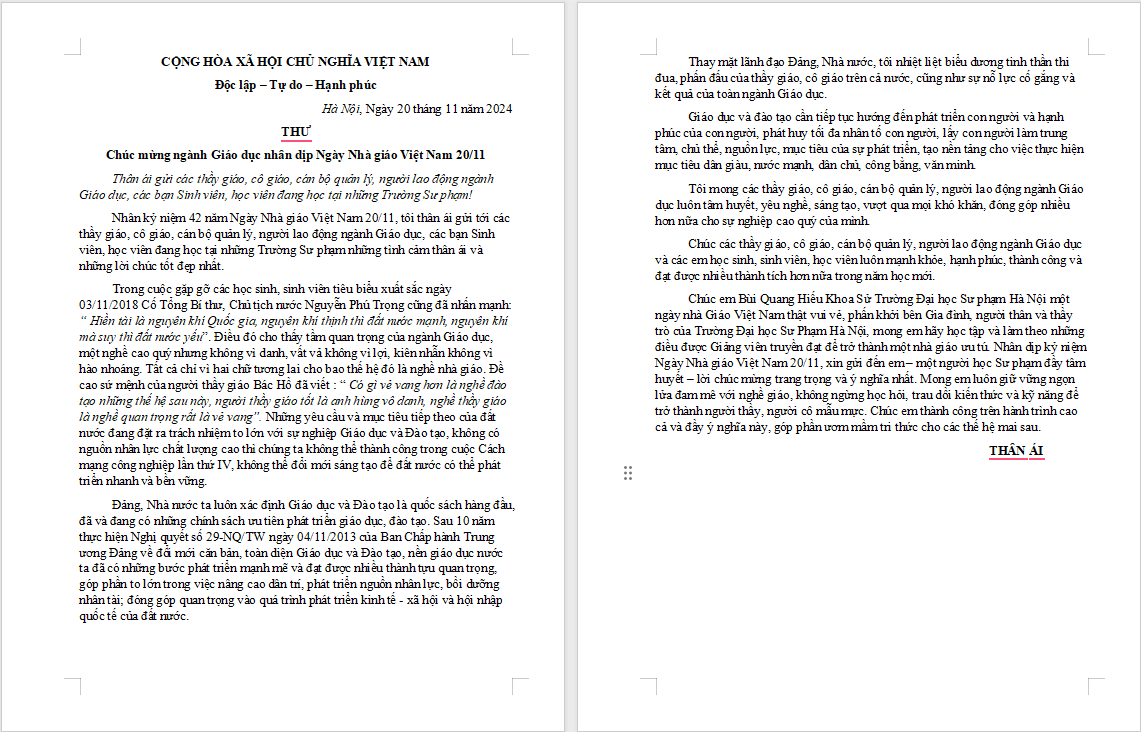 CỘNG HÒA XÃ HỘI CHỦ NGHĨA VIỆT NAM
Độc lập – Tự do – Hạnh phúc
Hà Nội, Ngày 20 tháng 11 năm 2024
THƯ
Chúc mừng ngành Giáo dục nhân dịp Ngày Nhà giáo Việt Nam 20/11
Thân ái gửi các thầy giáo, cô giáo, cán bộ quản lý, người lao động ngành
Giáo dục, các bạn Sinh viên, học viên đang học tại những Trường Sư phạm!
Nhân kỷ niệm 42 năm Ngày Nhà giáo Việt Nam 20/11, tôi thân ái gửi tới các
thầy giáo, cô giáo, cán bộ quản lý, người lao động ngành Giáo dục, các bạn Sinh
viên, học viên đang học tại những Trường Sư phạm những tình cảm thân ái và
những lời chúc tốt đẹp nhất.
Trong cuộc gặp gỡ các học sinh, sinh viên tiêu biểu xuất sắc ngày
03/11/2018 Cố Tổng Bí thư, Chủ tịch nước Nguyễn Phú Trọng cũng đã nhấn mạnh:
“ Hiền tài là nguyên khí Quốc gia, nguyên khí thịnh thì đất nước mạnh, nguyên khí
mà suy thì đất nước yếu”. Điều đó cho thấy tầm quan trọng của ngành Giáo dục,
một nghề cao quý nhưng không vì danh, vất vả không vì lợi, kiên nhẫn không vì
hào nhoáng. Tất cả chỉ vì hai chữ tương lai cho bao thế hệ đó là nghề nhà giáo. Đề
cao sứ mệnh của người thầy giáo Bác Hồ đã viết : “ Có gì vẻ vang hơn là nghề đào
tạo những thế hệ sau này, người thầy giáo tốt là anh hùng vô danh, nghề thầy giáo
là nghề quan trọng rất là vẻ vang”. Những yêu cầu và mục tiêu tiếp theo của đất
nước đang đặt ra trách nhiệm to lớn với sự nghiệp Giáo dục và Đào tạo, không có
nguồn nhân lực chất lượng cao thì chúng ta không thể thành công trong cuộc Cách
mạng công nghiệp lần thứ IV, không thể đổi mới sáng tạo để đất nước có thể phát
triển nhanh và bền vững.
Đảng, Nhà nước ta luôn xác định Giáo dục và Đào tạo là quốc sách hàng đầu,
đã và đang có những chính sách ưu tiên phát triển giáo dục, đào tạo. Sau 10 năm
thực hiện Nghị quyết số 29-NQ/TW ngày 04/11/2013 của Ban Chấp hành Trung
ương Đảng về đổi mới căn bản, toàn diện Giáo dục và Đào tạo, nền giáo dục nước
ta đã có những bước phát triển mạnh mẽ và đạt được nhiều thành tựu quan trọng,
góp phần to lớn trong việc nâng cao dân trí, phát triển nguồn nhân lực, bồi dưỡng
nhân tài; đóng góp quan trọng vào quá trình phát triển kinh tế - xã hội và hội nhập
quốc tế của đất nước.
Thay mặt lãnh đạo Đảng, Nhà nước, tôi nhiệt liệt biểu dương tinh thần thi
đua, phấn đấu của thầy giáo, cô giáo trên cả nước, cũng như sự nỗ lực cố gắng và
kết quả của toàn ngành Giáo dục.
Giáo dục và đào tạo cần tiếp tục hướng đến phát triển con người và hạnh
phúc của con người, phát huy tối đa nhân tố con người, lấy con người làm trung
tâm, chủ thể, nguồn lực, mục tiêu của sự phát triển, tạo nền tảng cho việc thực hiện
mục tiêu dân giàu, nước mạnh, dân chủ, công bằng, văn minh.
Tôi mong các thầy giáo, cô giáo, cán bộ quản lý, người lao động ngành Giáo
dục luôn tâm huyết, yêu nghề, sáng tạo, vượt qua mọi khó khăn, đóng góp nhiều
hơn nữa cho sự nghiệp cao quý của mình.
Chúc các thầy giáo, cô giáo, cán bộ quản lý, người lao động ngành Giáo dục
và các em học sinh, sinh viên, học viên luôn mạnh khỏe, hạnh phúc, thành công và
đạt được nhiều thành tích hơn nữa trong năm học mới.
Chúc em Bùi Quang Hiếu Khoa Sử Trường Đại học Sư phạm Hà Nội một
ngày nhà Giáo Việt Nam thật vui vẻ, phấn khởi bên Gia đình, người thân và thầy
trò của Trường Đại học Sư Phạm Hà Nội, mong em hãy học tập và làm theo những
điều được Giảng viên truyền đạt để trở thành một nhà giáo ưu tú. Nhân dịp kỷ niệm
Ngày Nhà giáo Việt Nam 20/11, xin gửi đến em – một người học Sư phạm đầy tâm
huyết – lời chúc mừng trang trọng và ý nghĩa nhất. Mong em luôn giữ vững ngọn
lửa đam mê với nghề giáo, không ngừng học hỏi, trau dồi kiến thức và kỹ năng để
trở thành người thầy, người cô mẫu mực. Chúc em thành công trên hành trình cao
cả và đầy ý nghĩa này, góp phần ươm mầm tri thức cho các thế hệ mai sau.
THÂN ÁI